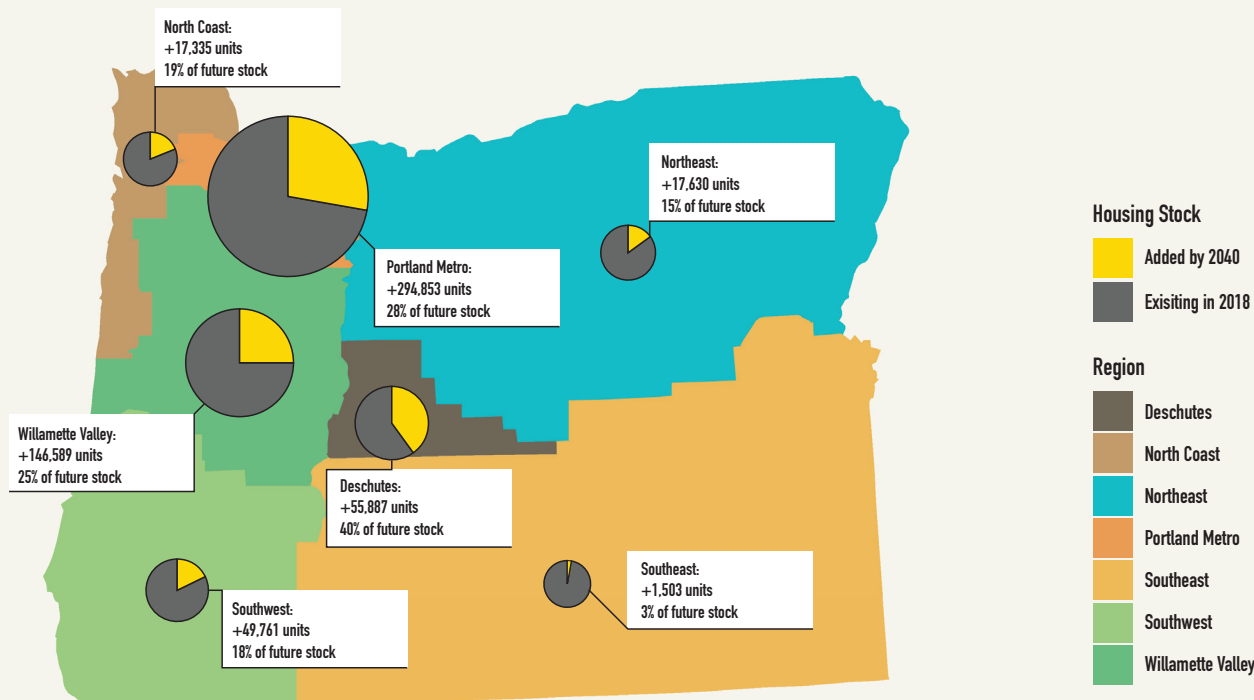 North Coast:
+17,335 units
19% of future stock
Northeast:
+17,630 units
15% of future stock
Portland Metro:
+294,853 units
28% of future stock
Willamette Valley:
+146,589 units
25% of future stock
Deschutes:
+55,887 units
40% of future stock
Southeast:
+1,503 units
3% of future stock
Southwest:
+49,761 units
18% of future stock
Housing Stock
Added by 2040
Exisiting in 2018
Region
Deschutes
North Coast
Northeast
Portland Metro
Southeast
Southwest
Willamette Valley